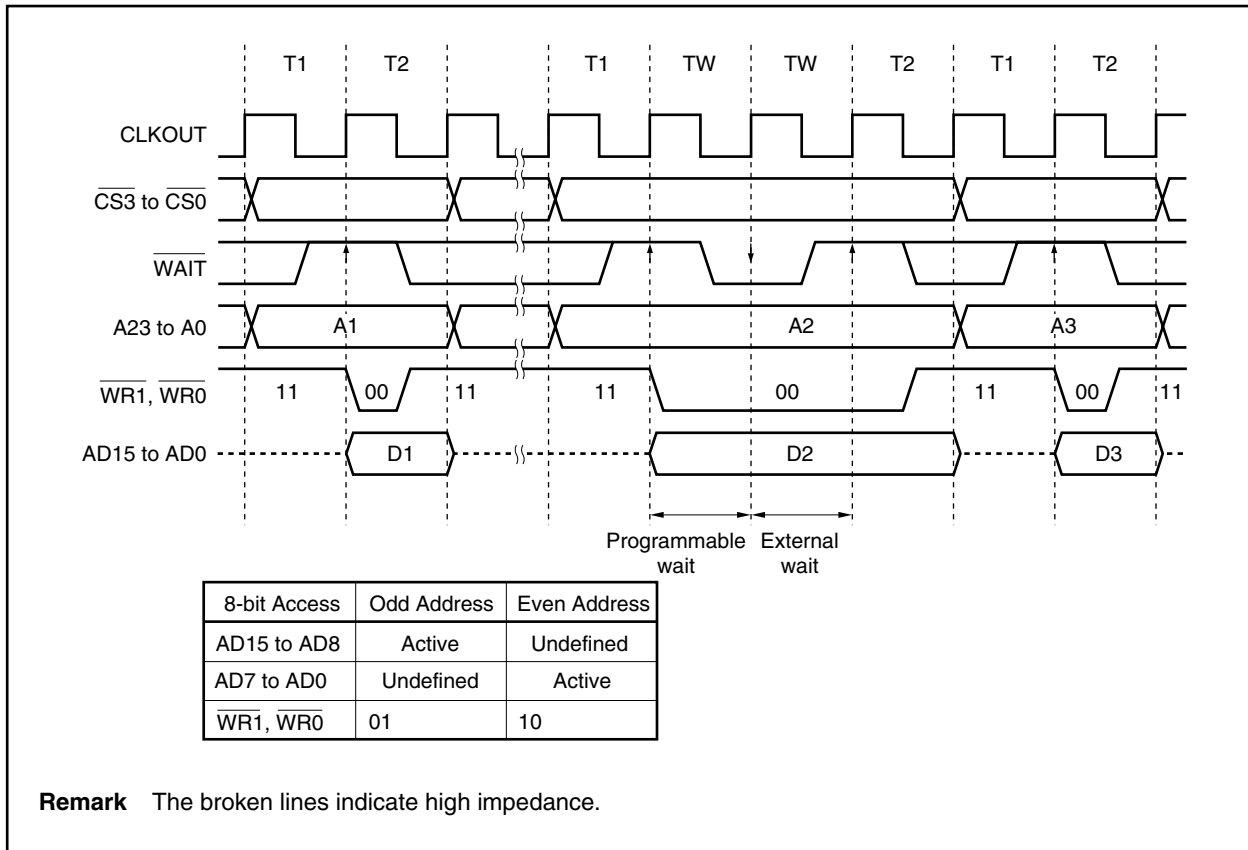 T1 T2 T1 TW TW T2 T1 T2
CLKOUT
CS3 to CS0
WAIT
A23 to A0 A1 A2 A3
WR1, WR0 11 00 11 11 00 11 00 11
AD15 to AD0 D1 D2 D3
Programmable wait
External wait
8-bit Access Odd Address Even Address
AD15 to AD8 Active Undefined
AD7 to AD0 Undefined Active
WR1, WR0 01 10
Remark The broken lines indicate high impedance.